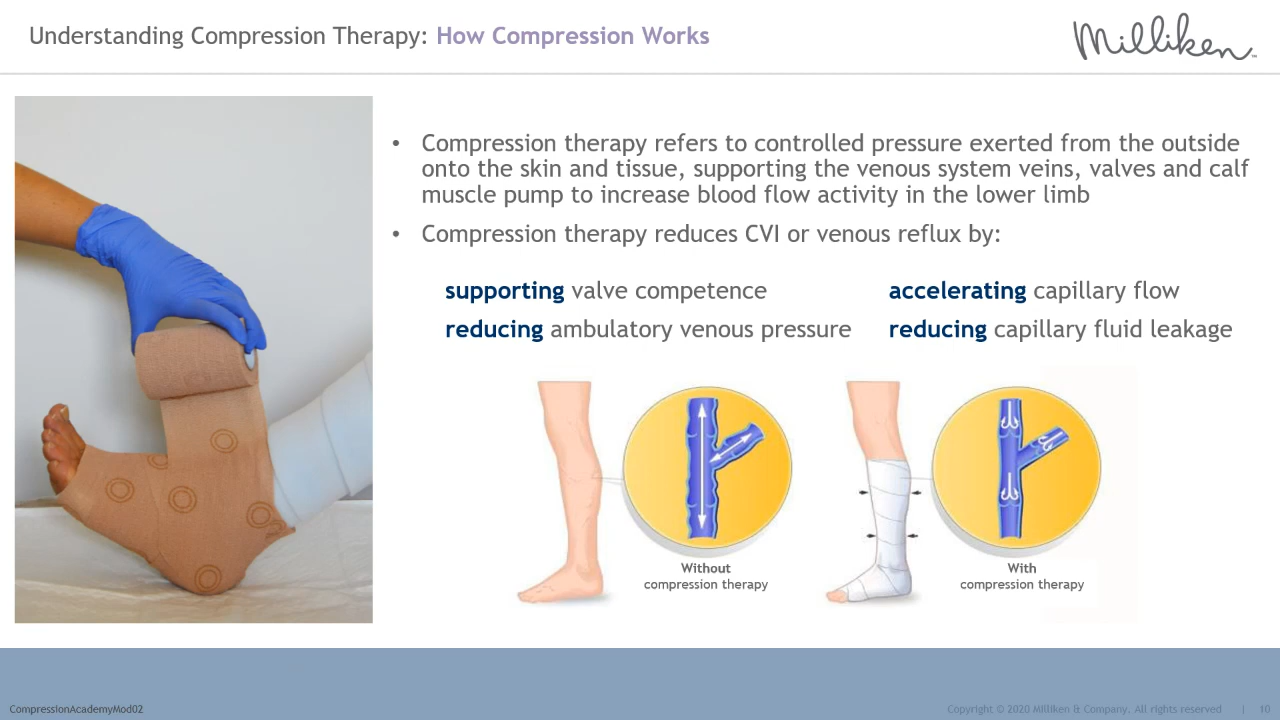 Understanding Compression Therapy: How Compression Works
Milliken™
• Compression therapy refers to controlled pressure exerted from the outside
onto the skin and tissue, supporting the venous system veins, valves and calf
muscle pump to increase blood flow activity in the lower limb
• Compression therapy reduces CVI or venous reflux by:
supporting valve competence
accelerating capillary flow
reducing ambulatory venous pressure
reducing capillary fluid leakage
Without
compression therapy
With
compression therapy
CompressionAcademyMod02
Copyright © 2020 Milliken & Company. All rights reserved | 10